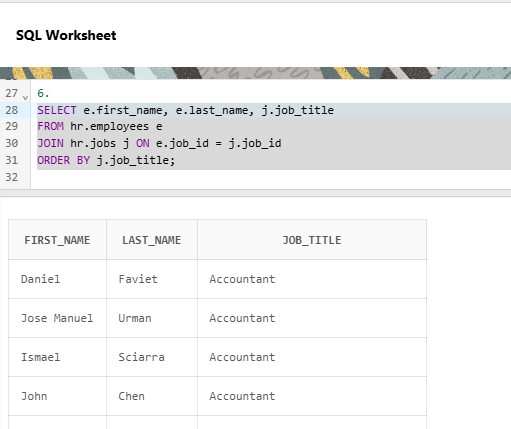 SQL Worksheet
27 6.
28 SELECT e.first_name, e.last_name, j.job_title
29 FROM hr.employees e
30 JOIN hr.jobs j ON e.job_id = j.job_id
31 ORDER BY j.job_title;
32
FIRST_NAME LAST_NAME JOB_TITLE
Daniel Faviet Accountant
Jose Manuel Urman Accountant
Ismael Sciarra Accountant
John Chen Accountant